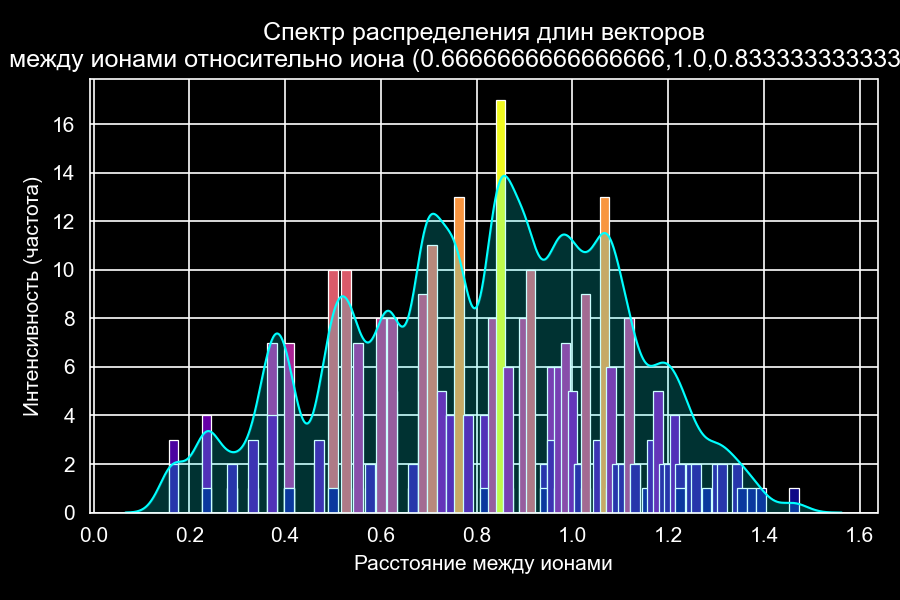 Спектр распределения длин векторов
между ионами относительно иона (0.6666666666666666,1.0,0.833333333333
Интенсивность (частота)
16
14
12
10
8
6
4
2
0
0.0 0.2 0.4 0.6 0.8 1.0 1.2 1.4 1.6
Расстояние между ионами